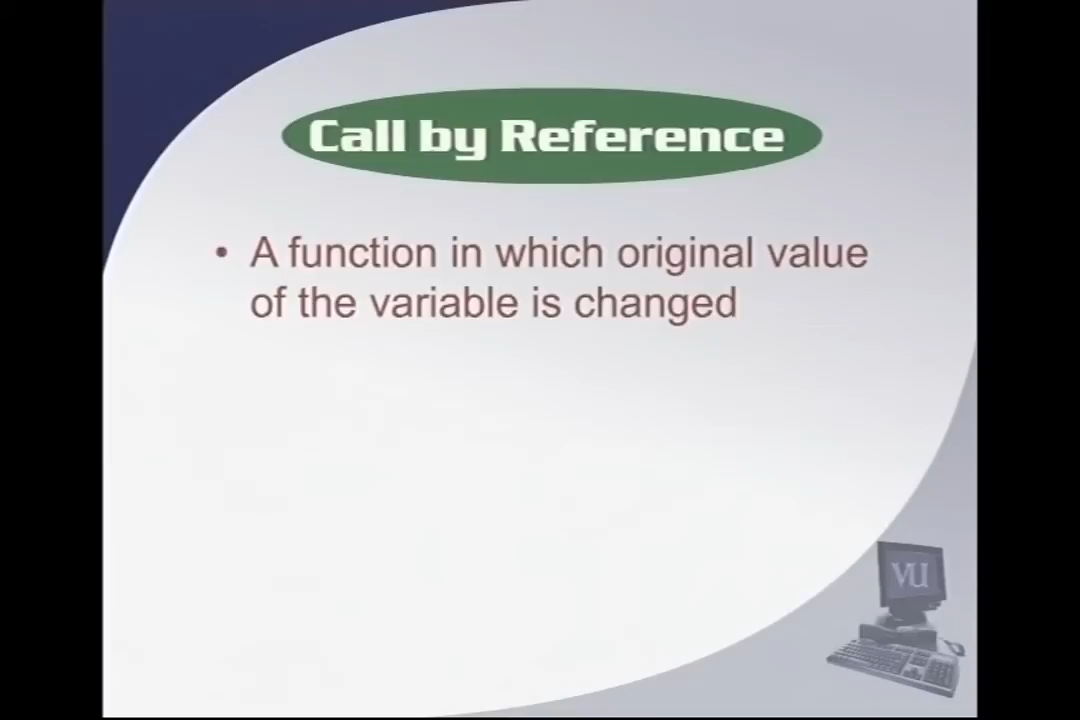 Call by Reference
• A function in which original value
of the variable is changed
VU